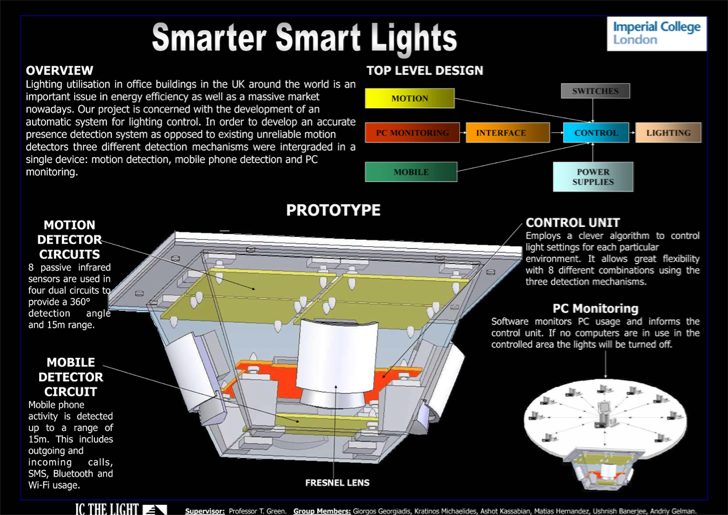 Smarter Smart Lights
Imperial College
London
OVERVIEW
Lighting utilisation in office buildings in the UK around the world is an
important issue in energy efficiency as well as a massive market
nowadays. Our project is concerned with the development of an
automatic system for lighting control. In order to develop an accurate
presence detection system as opposed to existing unreliable motion
detectors three different detection mechanisms were intergraded in a
single device: motion detection, mobile phone detection and PC
monitoring.
TOP LEVEL DESIGN
MOTION
SWITCHES
PC MONITORING
INTERFACE
CONTROL
LIGHTING
MOBILE
POWER
SUPPLIES
PROTOTYPE
MOTION
DETECTOR
CIRCUITS
8 passive infrared
sensors are used in
four dual circuits to
provide a 360°
detection angle
and 15m range.
MOBILE
DETECTOR
CIRCUIT
Mobile phone
activity is detected
up to a range of
15m. This includes
outgoing and
incoming calls,
SMS, Bluetooth and
Wi-Fi usage.
FRESNEL LENS
CONTROL UNIT
Employs a clever algorithm to control
light settings for each particular
environment. It allows great flexibility
with 8 different combinations using the
three detection mechanisms.
PC Monitoring
Software monitors PC usage and informs the
control unit. If no computers are in use in the
controlled area the lights will be turned off.
IC THE LIGHT
Supervisor: Professor T. Green. Group Members: Giorgos Georgiadis, Kratinos Michaelides, Ashot Kassabian, Matias Hernandez, Ushnish Banerjee, Andriy Gelman.